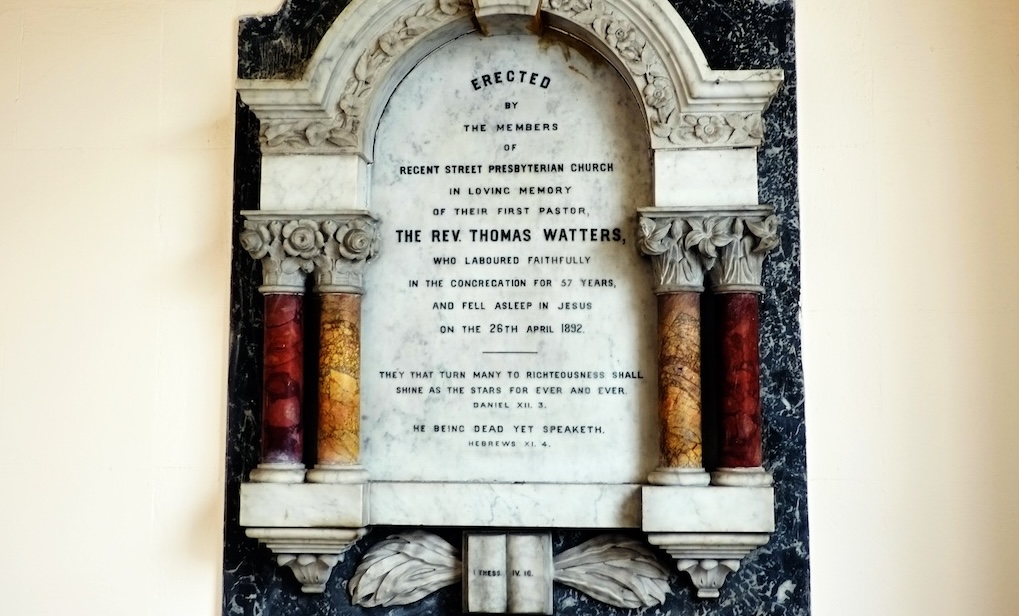 ERECTED
BY
THE MEMBERS
OF
REGENT STREET PRESBYTERIAN CHURCH
IN LOVING MEMORY
OF THEIR FIRST PASTOR,
THE REV. THOMAS WATTERS,
WHO LABOURED FAITHFULLY
IN THE CONGREGATION FOR 57 YEARS,
AND FELL ASLEEP IN JESUS
ON THE 26TH APRIL 1892.
THEY THAT TURN MANY TO RIGHTEOUSNESS SHALL
SHINE AS THE STARS FOR EVER AND EVER.
DANIEL XII. 3.
HE BEING DEAD YET SPEAKETH.
HEBREWS XI. 4.
I THESS. IV. 16.